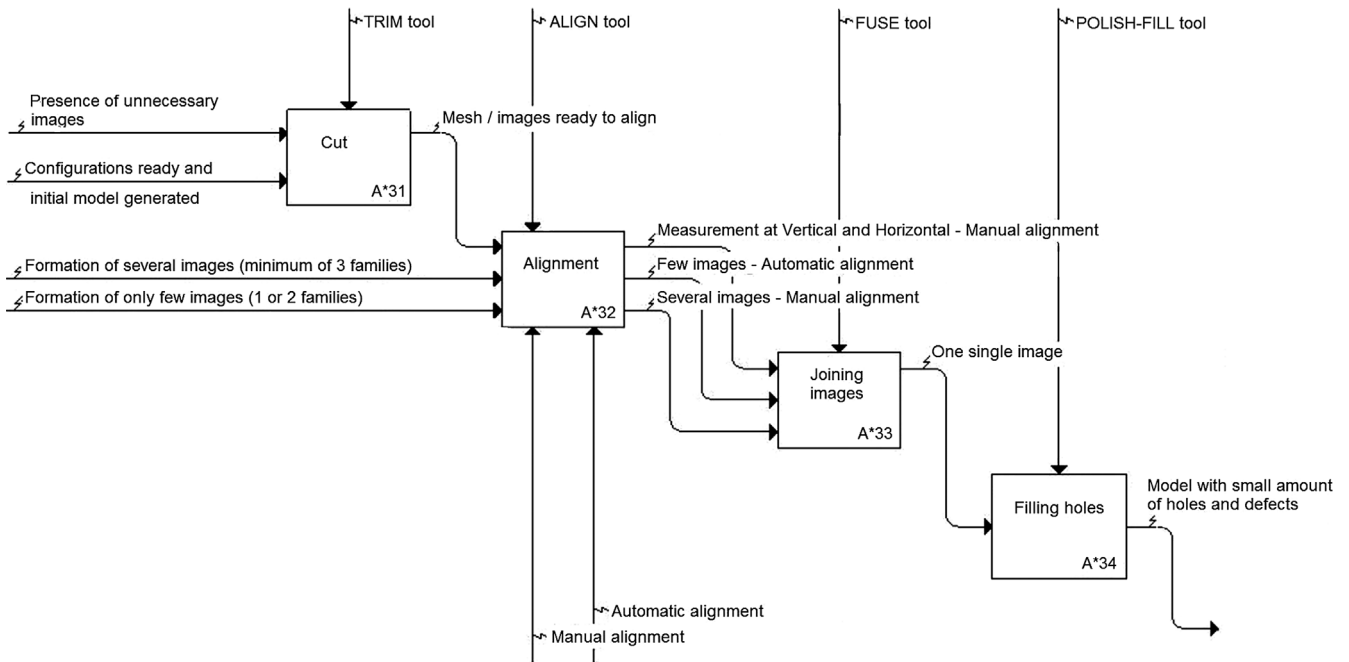 TRIM tool
ALIGN tool
FUSE tool
POLISH-FILL tool
Presence of unnecessary
images
Configurations ready and
initial model generated
Cut
A*31
Mesh / images ready to align
Formation of several images (minimum of 3 families)
Formation of only few images (1 or 2 families)
Alignment
A*32
Measurement at Vertical and Horizontal - Manual alignment
Few images - Automatic alignment
Several images - Manual alignment
Joining
images
A*33
One single image
Filling holes
A*34
Model with small amount
of holes and defects
Automatic alignment
Manual alignment